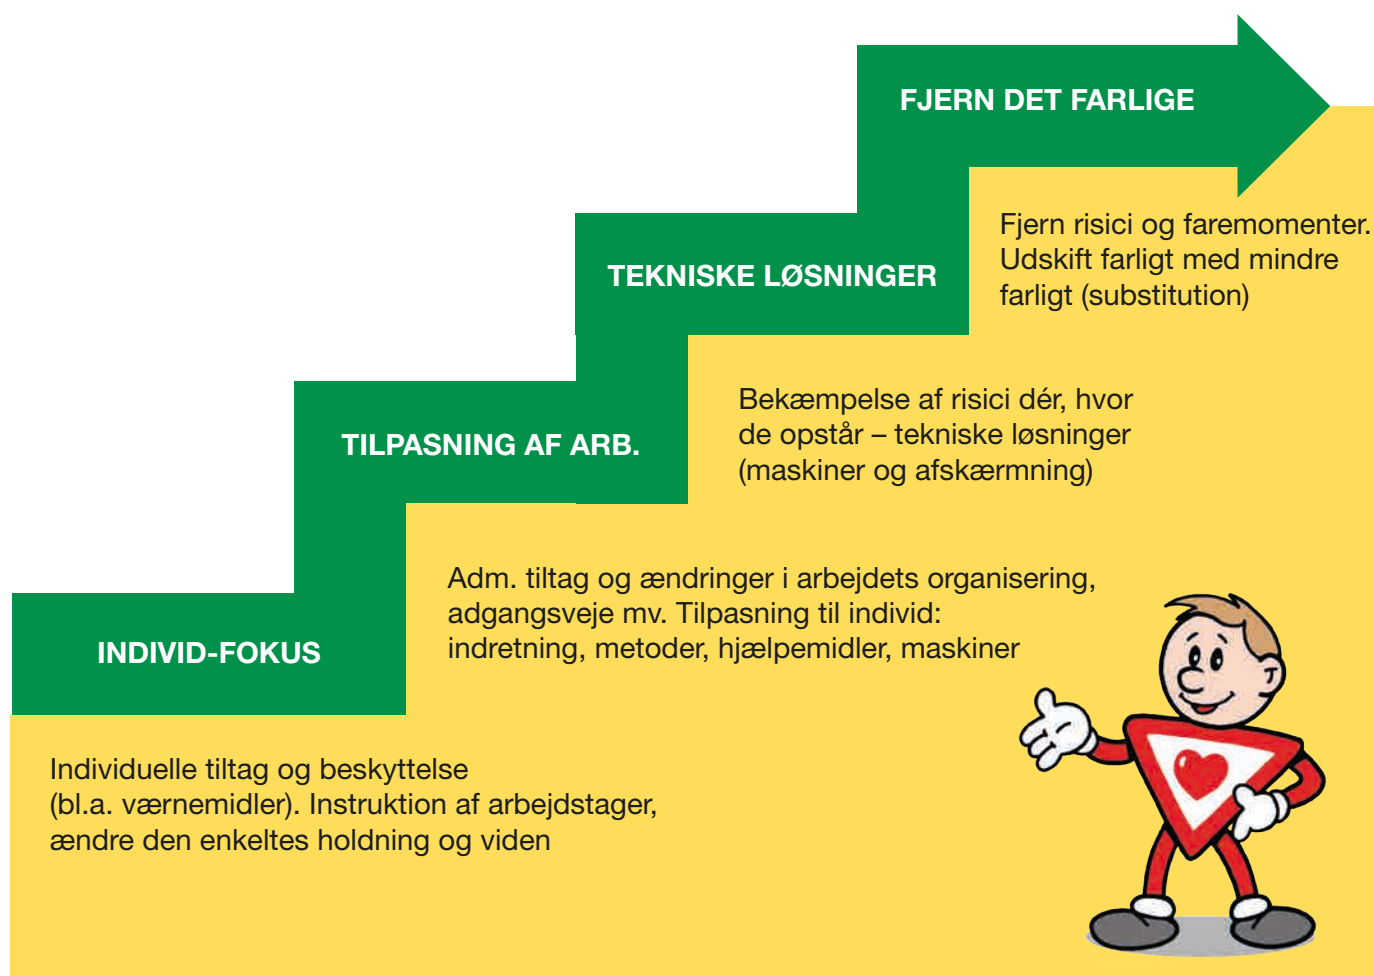 FJERN DET FARLIGE
Fjern risici og faremomenter.
Udskift farligt med mindre
farligt (substitution)
TEKNISKE LØSNINGER
Bekæmpelse af risici dér, hvor
de opstår – tekniske løsninger
(maskiner og afskærmning)
TILPASNING AF ARB.
Adm. tiltag og ændringer i arbejdets organisering,
adgangsveje mv. Tilpasning til individ:
indretning, metoder, hjælpemidler, maskiner
INDIVID-FOKUS
Individuelle tiltag og beskyttelse
(bl.a. værnemidler). Instruktion af arbejdstager,
ændre den enkeltes holdning og viden